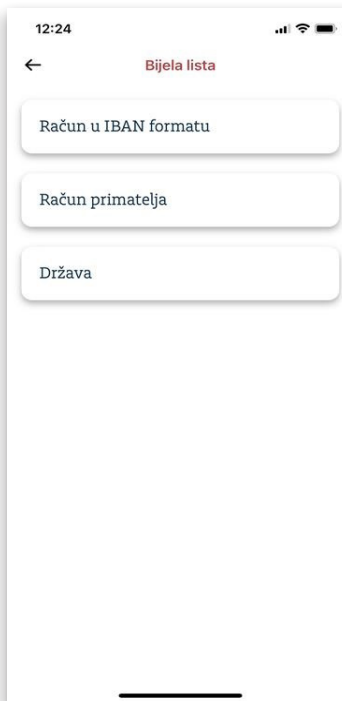 12:24
Bijela lista
Račun u IBAN formatu
Račun primatelja
Država